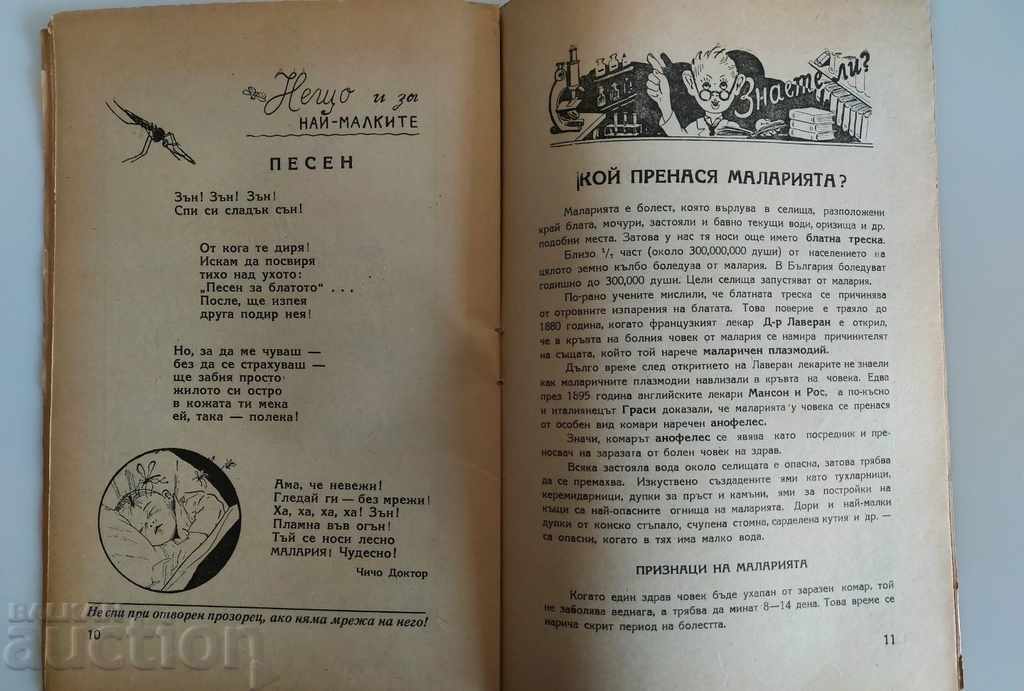 Нещо и за
НАЙ-МАЛКИТЕ
ПЕСЕН
Зън! Зън! Зън!
Спи си сладък сън!
От кога те диря!
Искам да посвиря
тихо над ухото:
„Песен за блатото" . . .
После, ще изпея
друга подир нея!
Но, за да ме чуваш —
без да се страхуваш —
ще забия просто
жилото си остро
в кожата ти мека
ей, така — полека!
Ама, че невежи!
Гледай ги — без мрежи!
Ха, ха, ха, ха! Зън!
Пламна във огън!
Тъй се носи лесно
МАЛАРИЯ! Чудесно!
Чичо Доктор
Не спи при отворен прозорец, ако няма мрежа на него!
10
Знаете ли?
КОЙ ПРЕНАСЯ МАЛАРИЯТА?
Маларията е болест, която върлува в селища, разположени
край блата, мочури, застояли и бавно текущи води, оризища и др.
подобни места. Затова у нас тя носи още името блатна треска.
Близо ¹/₇ част (около 300,000,000 души) от населението на
цялото земно кълбо боледува от малария. В България боледуват
годишно до 300,000 души. Цели селища запустяват от малария.
По-рано учените мислили, че блатната треска се причинява
от отровните изпарения на блатата. Това поверие е траяло до
1880 година, когато французкият лекар Д-р Лаверан е открил,
че в кръвта на болния човек от малария се намира причинителят
на същата, който той нарече маларичен плазмодий.
Дълго време след откритието на Лаверан лекарите не знаели
как маларичните плазмодии навлизали в кръвта на човека. Едва
през 1895 година английските лекари Мансон и Рос, а по-късно
и италиянецът Граси доказали, че маларията у човека се пренася
от особен вид комари наречен анофелес.
Значи, комарът анофелес се явява като посредник и пре-
носвач на заразата от болен човек на здрав.
Всяка застояла вода около селищата е опасна, затова трябва
да се премахва. Изкуствено създадените ями като тухларници,
керемидарници, дупки за пръст и камъни, ями за постройки на
къщи са най-опасните огнища на маларията. Дори и най-малки
дупки от конско стъпало, счупена стомна, сарделена кутия и др. —
са опасни, когато в тях има малко вода.
ПРИЗНАЦИ НА МАЛАРИЯТА
Когато един здрав човек бъде ухапан от заразен комар, той
не заболява веднага, а трябва да минат 8—14 дена. Това време се
нарича скрит период на болестта.
11
БАЛКАН
auction